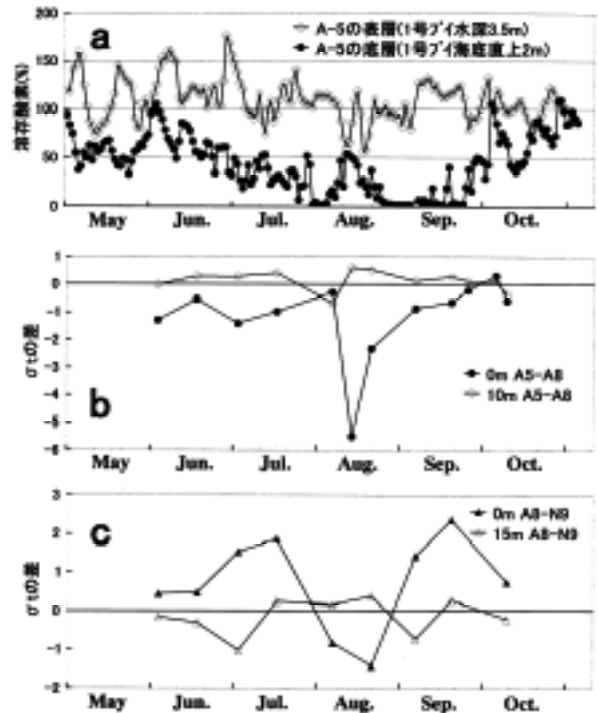 a
A-5の表層(1号ブイ水深3.5m)
A-5の底層(1号ブイ海底直上2m)
溶存酸素(%)
200
150
100
50
0
May Jun. Jul. Aug. Sep. Oct.
b
σtの差
1
0
-1
-2
-3
-4
-5
-6
0m A5-A8
10m A5-A8
May Jun. Jul. Aug. Sep. Oct.
c
σtの差
3
2
1
0
-1
-2
0m A8-N9
15m A8-N9
May Jun. Jul. Aug. Sep. Oct.